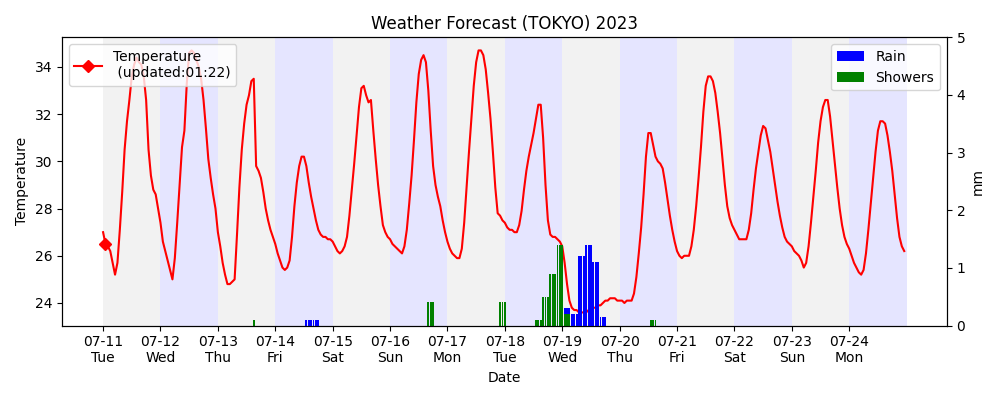 Weather Forecast (TOKYO) 2023
Temperature
(updated:01:22)
Rain
Showers
34
32
30
28
26
24
Temperature
5
4
3
2
1
0
mm
07-11 07-12 07-13 07-14 07-15 07-16 07-17 07-18 07-19 07-20 07-21 07-22 07-23 07-24
Tue Wed Thu Fri Sat Sun Mon Tue Wed Thu Fri Sat Sun Mon
Date